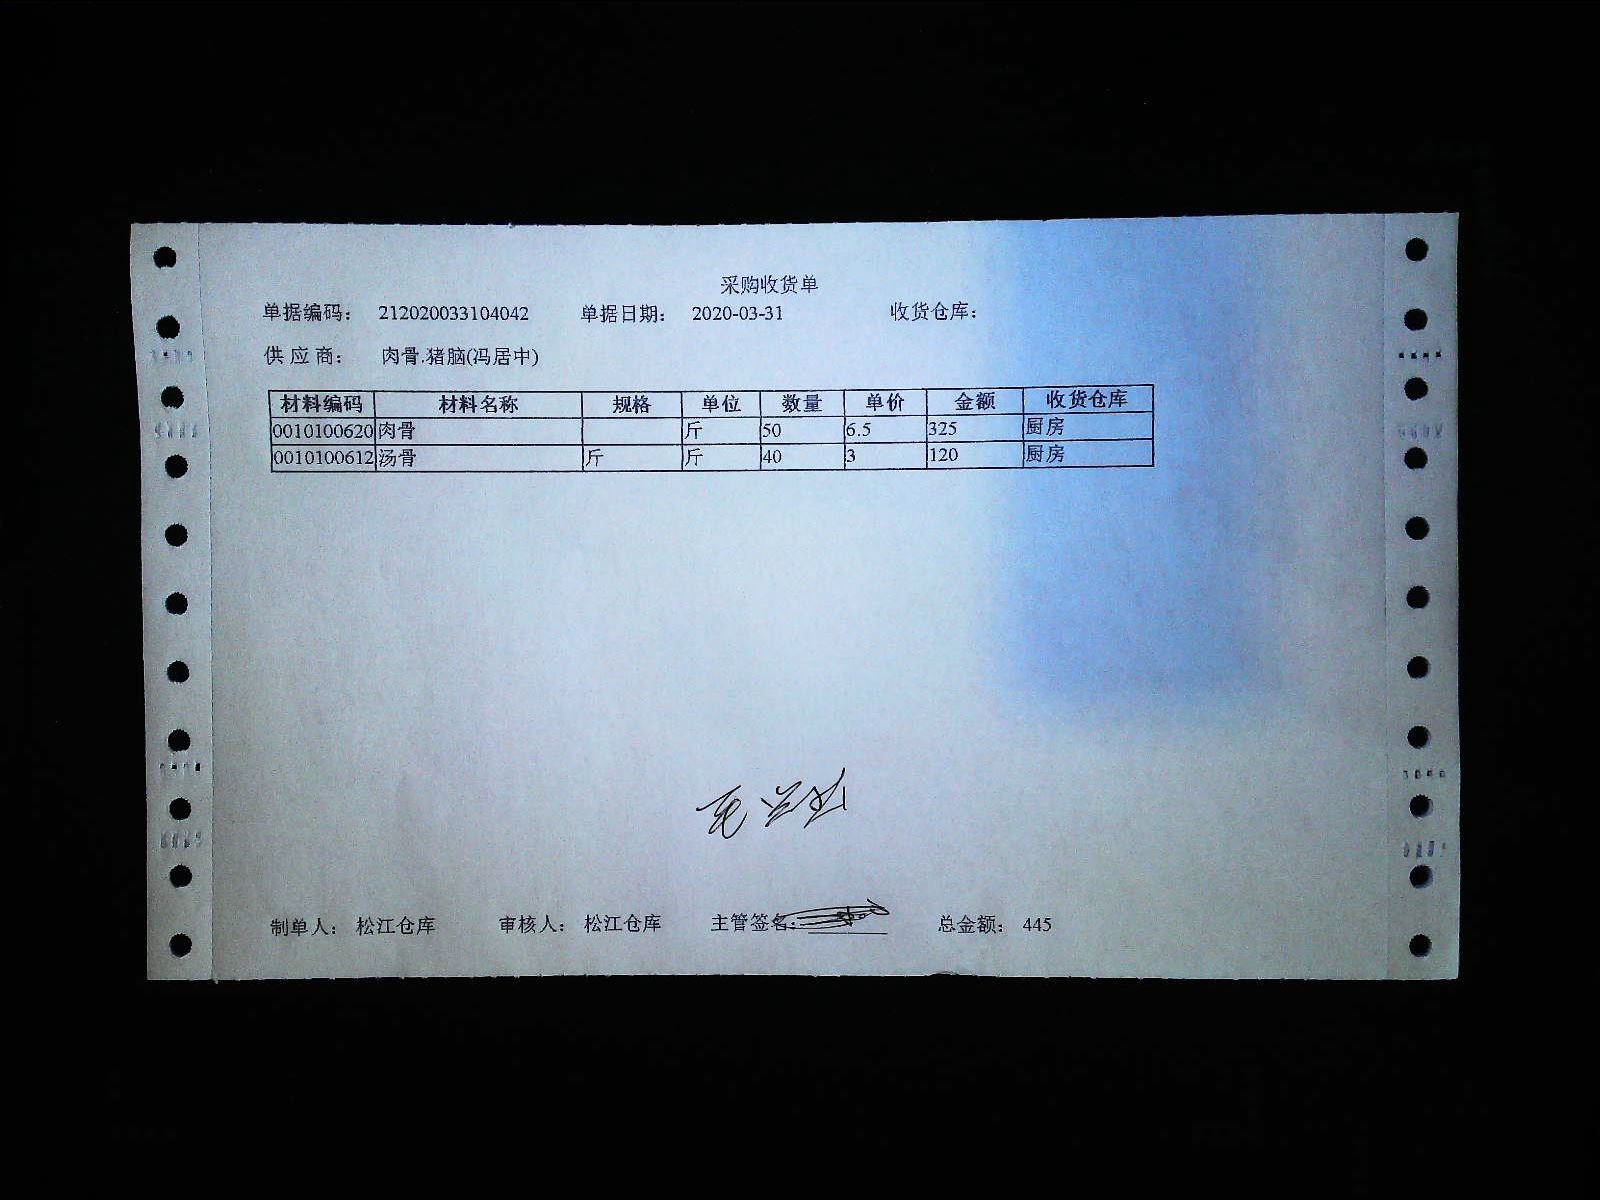 采购收货单
单据编码: 212020033104042 单据日期: 2020-03-31 收货仓库:
供应商: 肉骨.猪脑(冯居中)
材料编码 材料名称 规格 单位 数量 单价 金额 收货仓库
0010100620 肉骨 斤 50 6.5 325 厨房
0010100612 汤骨 斤 斤 40 3 120 厨房
制单人: 松江仓库 审核人: 松江仓库 主管签名: 总金额: 445